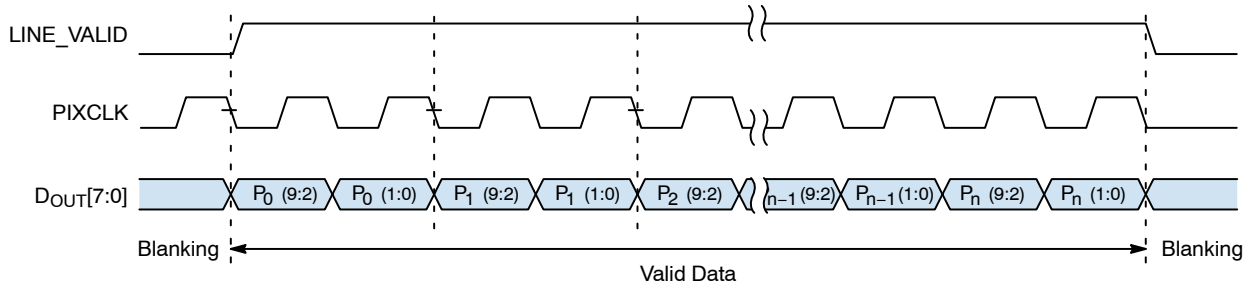 LINE_VALID
PIXCLK
DOUT[7:0]
P0 (9:2) P0 (1:0) P1 (9:2) P1 (1:0) P2 (9:2) n−1 (9:2) Pn−1 (1:0) Pn (9:2) Pn (1:0)
Blanking
Valid Data
Blanking